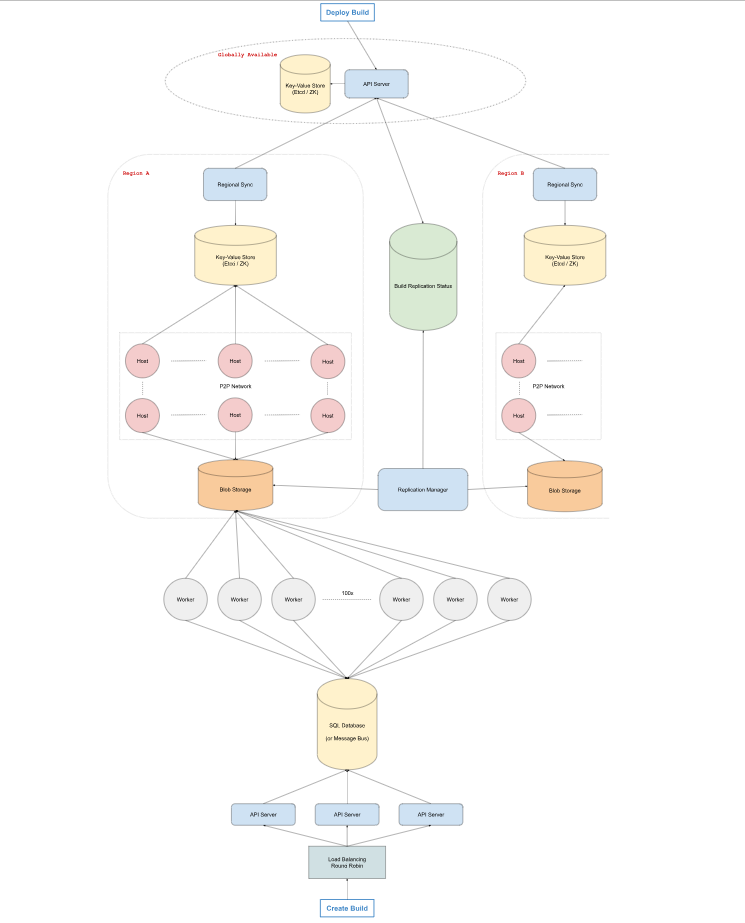 Deploy Build
Globally Available
Key-Value Store
(Etcd / ZK)
API Server
Region A
Regional Sync
Region B
Regional Sync
Key-Value Store
(Etcd / ZK)
Build Replication Status
Key-Value Store
(Etcd / ZK)
Host
Host
Host
Host
P2P Network
P2P Network
Host
Host
Host
Host
Blob Storage
Replication Manager
Blob Storage
Worker
Worker
Worker
100s
Worker
Worker
Worker
SQL Database
(or Message Bus)
API Server
API Server
API Server
Load Balancing
Round Robin
Create Build